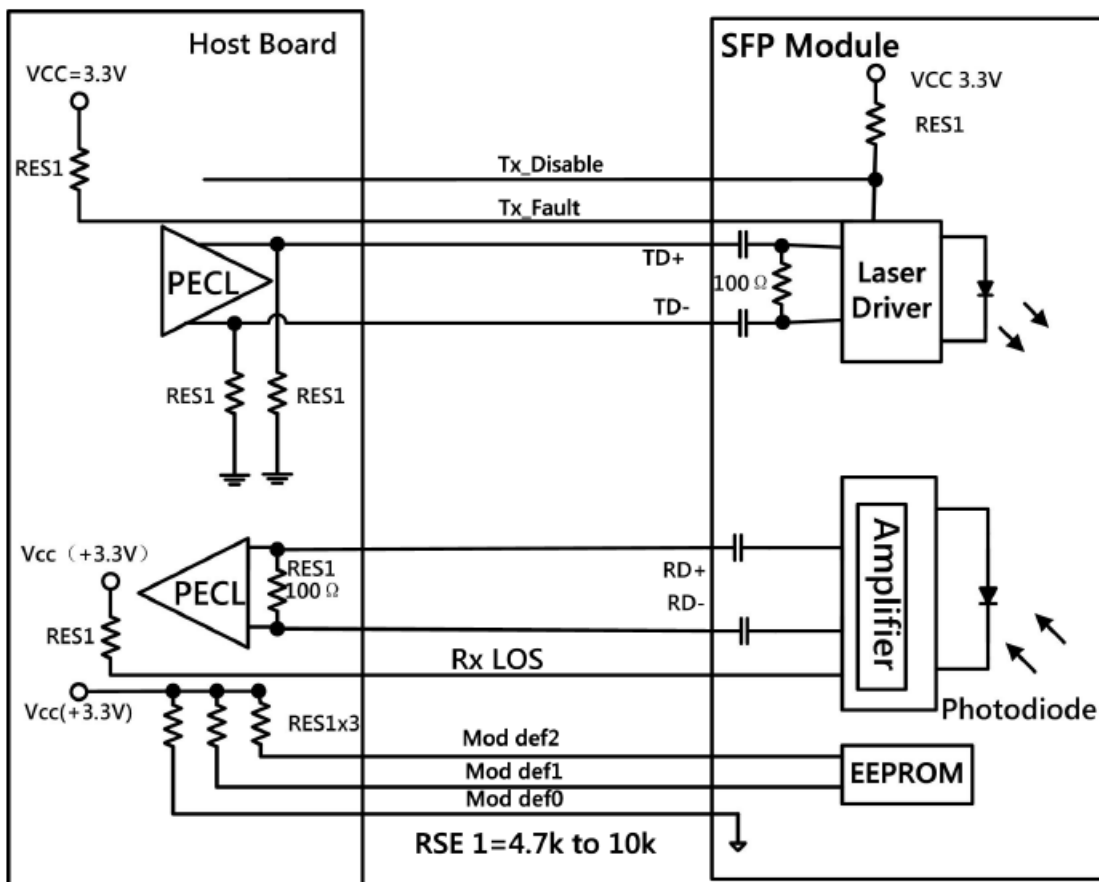 Host Board
SFP Module
VCC=3.3V
VCC 3.3V
RES1
RES1
Tx_Disable
Tx_Fault
PECL
TD+
100Ω
TD-
Laser
Driver
RES1
RES1
Vcc（+3.3V）
RES1
PECL
RES1
100Ω
RD+
RD-
Amplifier
Rx LOS
Vcc(+3.3V)
RES1x3
Photodiode
Mod def2
Mod def1
Mod def0
EEPROM
RSE 1=4.7k to 10k